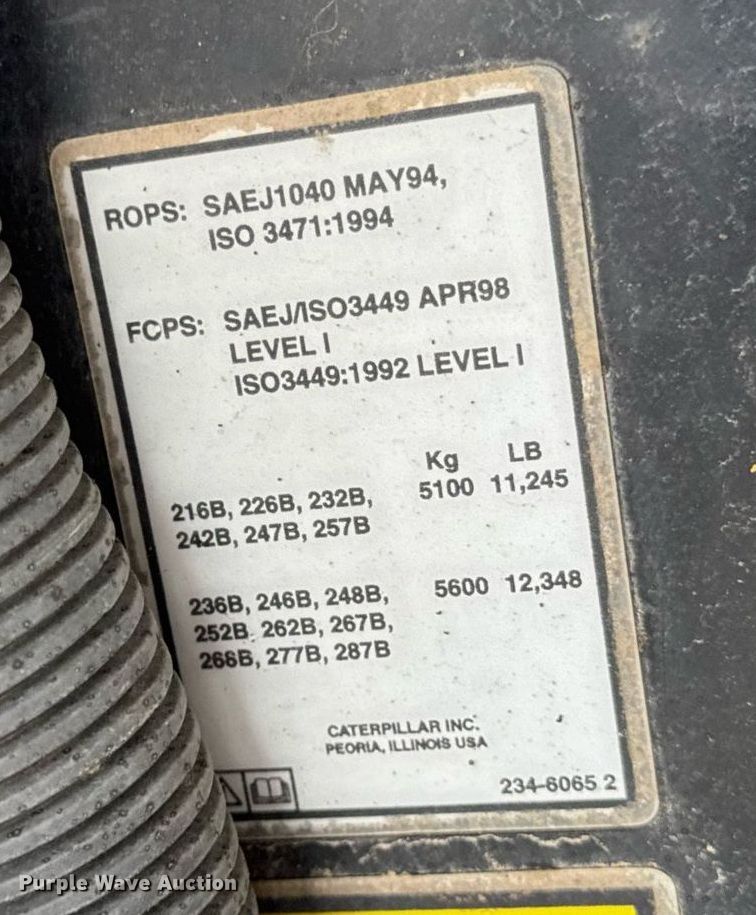 ROPS: SAEJ1040 MAY94,
ISO 3471:1994
FOPS: SAEJ/ISO3449 APR98
LEVEL I
ISO3449:1992 LEVEL I
Kg LB
216B, 226B, 232B, 5100 11,245
242B, 247B, 257B
236B, 246B, 248B, 5600 12,348
252B, 262B, 267B,
268B, 277B, 287B
CATERPILLAR INC.
PEORIA, ILLINOIS USA
234-6065 2
Purple Wave Auction